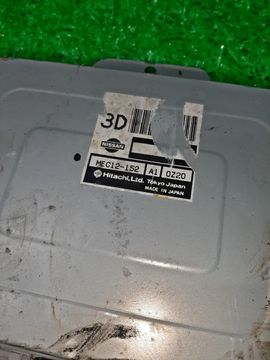 3D
NISSAN
MEC12-152 A1 0Z20
Hitachi, Ltd. Tokyo Japan
MADE IN JAPAN